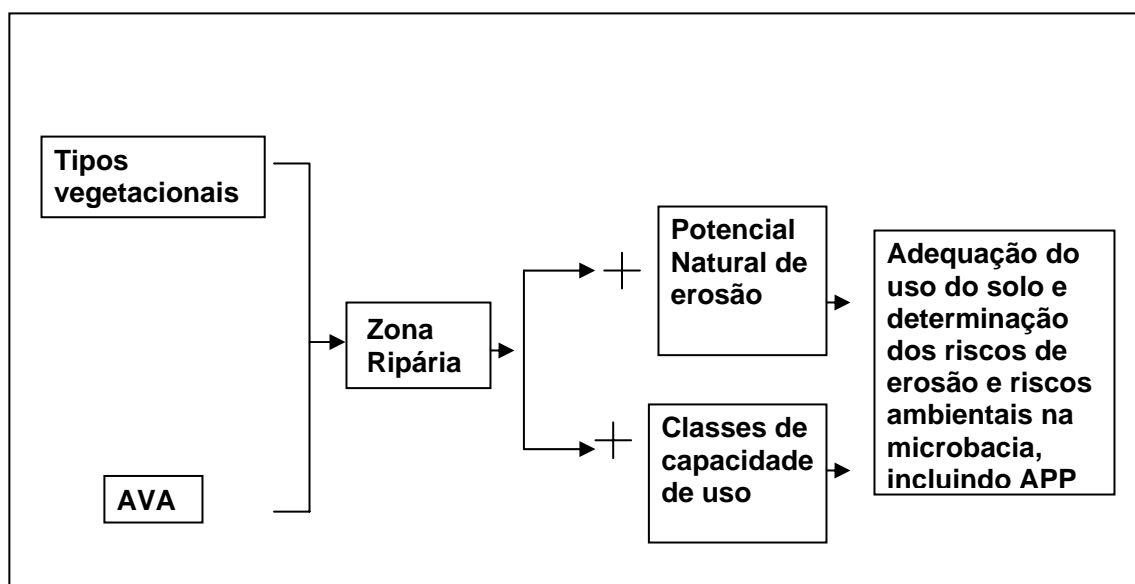 Tipos
vegetacionais
AVA
Zona
Ripária
Potencial
Natural de
erosão
Classes de
capacidade
de uso
Adequação do
uso do solo e
determinação
dos riscos de
erosão e riscos
ambientais na
microbacia,
incluindo APP